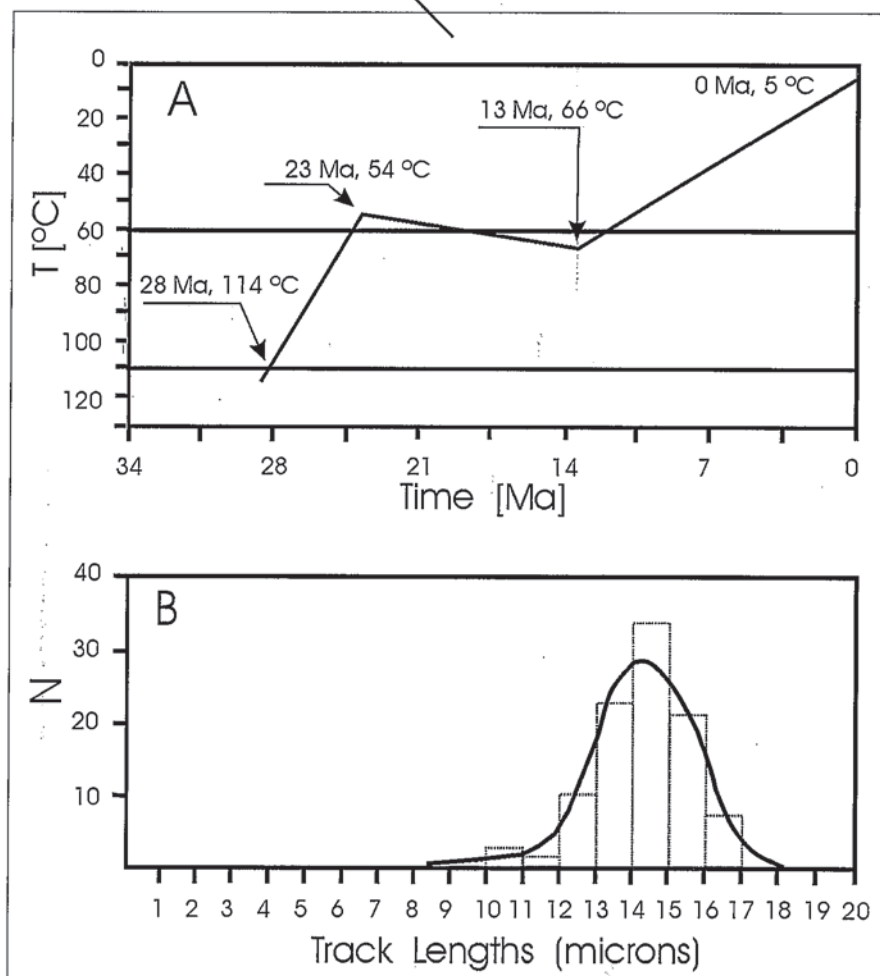 A
0 Ma, 5 °C
13 Ma, 66 °C
23 Ma, 54 °C
28 Ma, 114 °C
T [°C]
0
20
40
60
80
100
120
34 28 21 14 7 0
Time [Ma]
B
N
40
30
20
10
1 2 3 4 5 6 7 8 9 10 11 12 13 14 15 16 17 18 19 20
Track Lengths (microns)